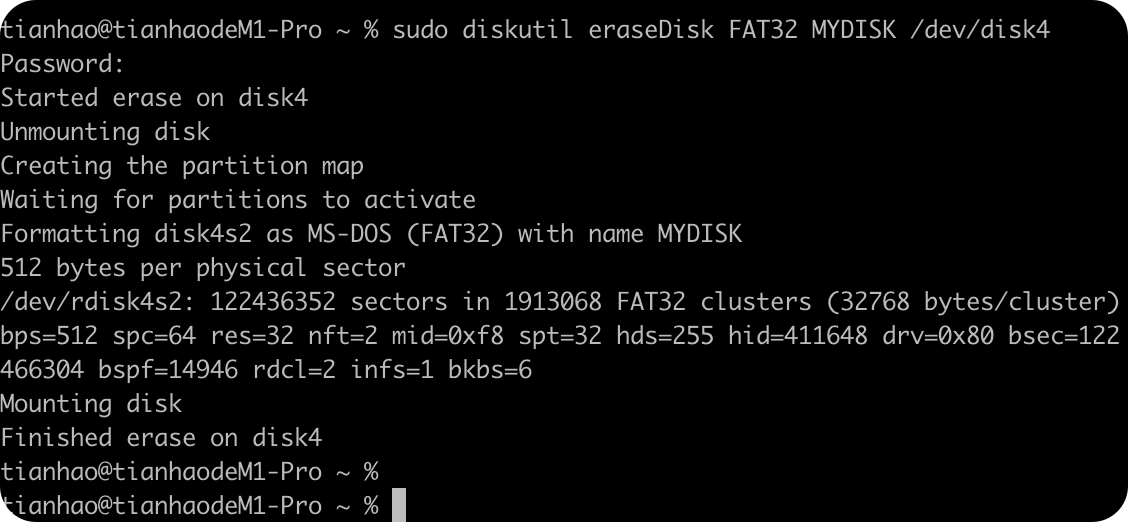 tianhao@tianhaodeM1-Pro ~ % sudo diskutil eraseDisk FAT32 MYDISK /dev/disk4
Password:
Started erase on disk4
Unmounting disk
Creating the partition map
Waiting for partitions to activate
Formatting disk4s2 as MS-DOS (FAT32) with name MYDISK
512 bytes per physical sector
/dev/rdisk4s2: 122436352 sectors in 1913068 FAT32 clusters (32768 bytes/cluster)
bps=512 spc=64 res=32 nft=2 mid=0xf8 spt=32 hds=255 hid=411648 drv=0x80 bsec=122
466304 bspf=14946 rdcl=2 infs=1 bkbs=6
Mounting disk
Finished erase on disk4
tianhao@tianhaodeM1-Pro ~ %
tianhao@tianhaodeM1-Pro ~ %